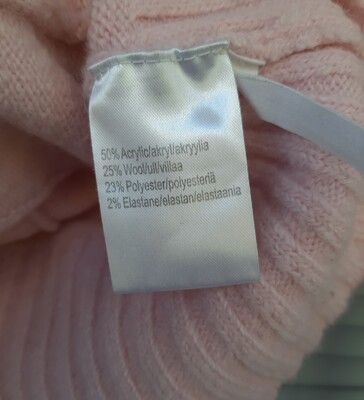 50% Acrylic/akryl/akryylia
25% Wool/ull/villaa
23% Polyester/polyesteriä
2% Elastane/elastan/elastaania